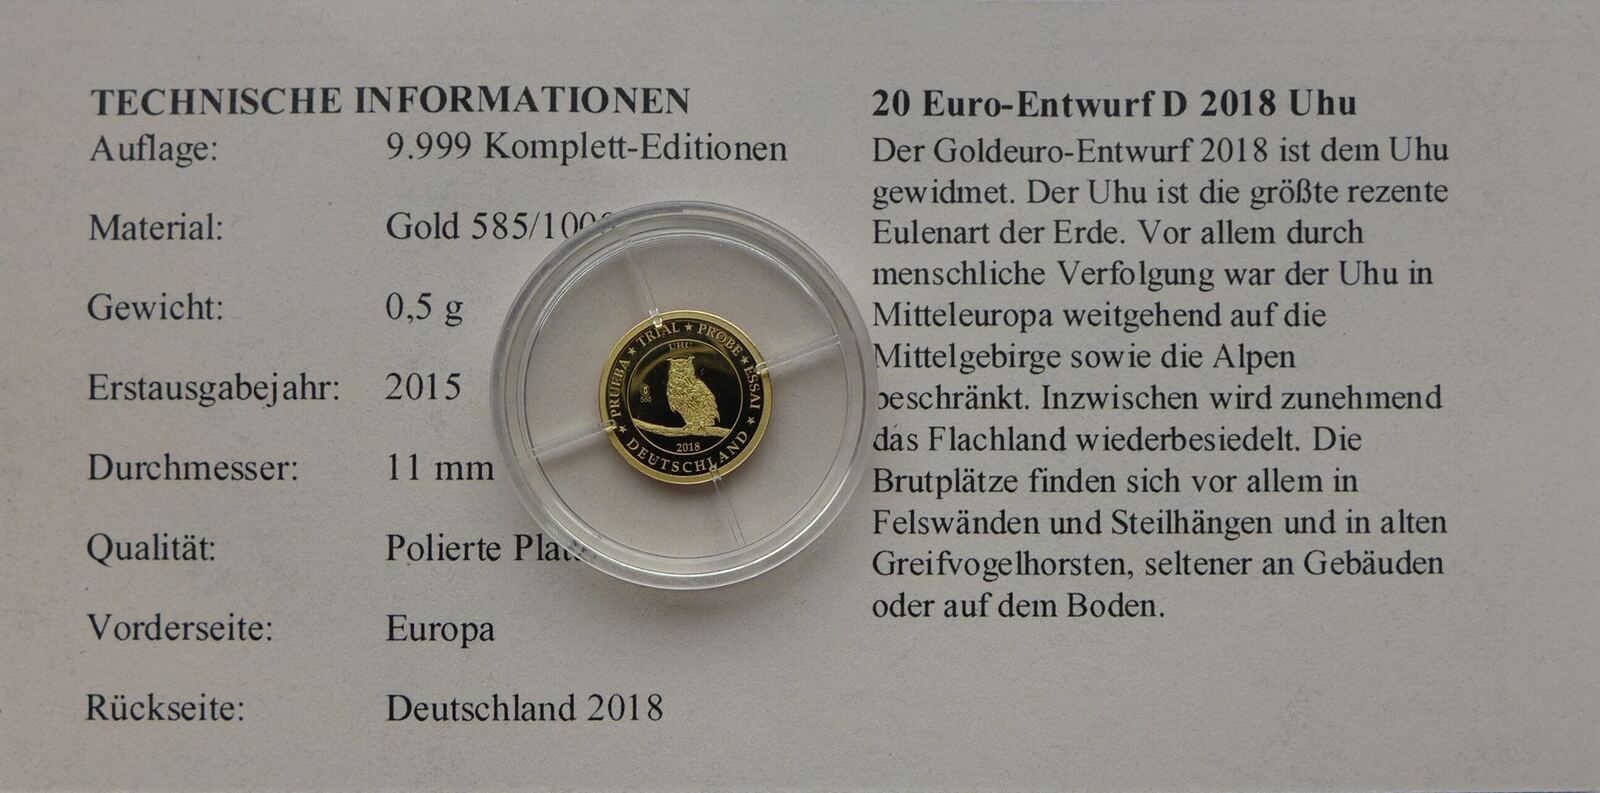 TECHNISCHE INFORMATIONEN
Auflage: 9.999 Komplett-Editionen
Material: Gold 585/1000
Gewicht: 0,5 g
Erstausgabejahr: 2015
Durchmesser: 11 mm
Qualität: Polierte
Vorderseite: Europa
Rückseite: Deutschland 2018
PRUEBA ★ TRIAL ★ PROBE ★ ESSAI ★ DEUTSCHLAND ★
UHU
585
2018
20 Euro-Entwurf D 2018 Uhu
Der Goldeuro-Entwurf 2018 ist dem Uhu
gewidmet. Der Uhu ist die größte rezente
Eulenart der Erde. Vor allem durch
menschliche Verfolgung war der Uhu in
Mitteleuropa weitgehend auf die
Mittelgebirge sowie die Alpen
beschränkt. Inzwischen wird zunehmend
das Flachland wiederbesiedelt. Die
Brutplätze finden sich vor allem in
Felswänden und Steilhängen und in alten
Greifvogelhorsten, seltener an Gebäuden
oder auf dem Boden.